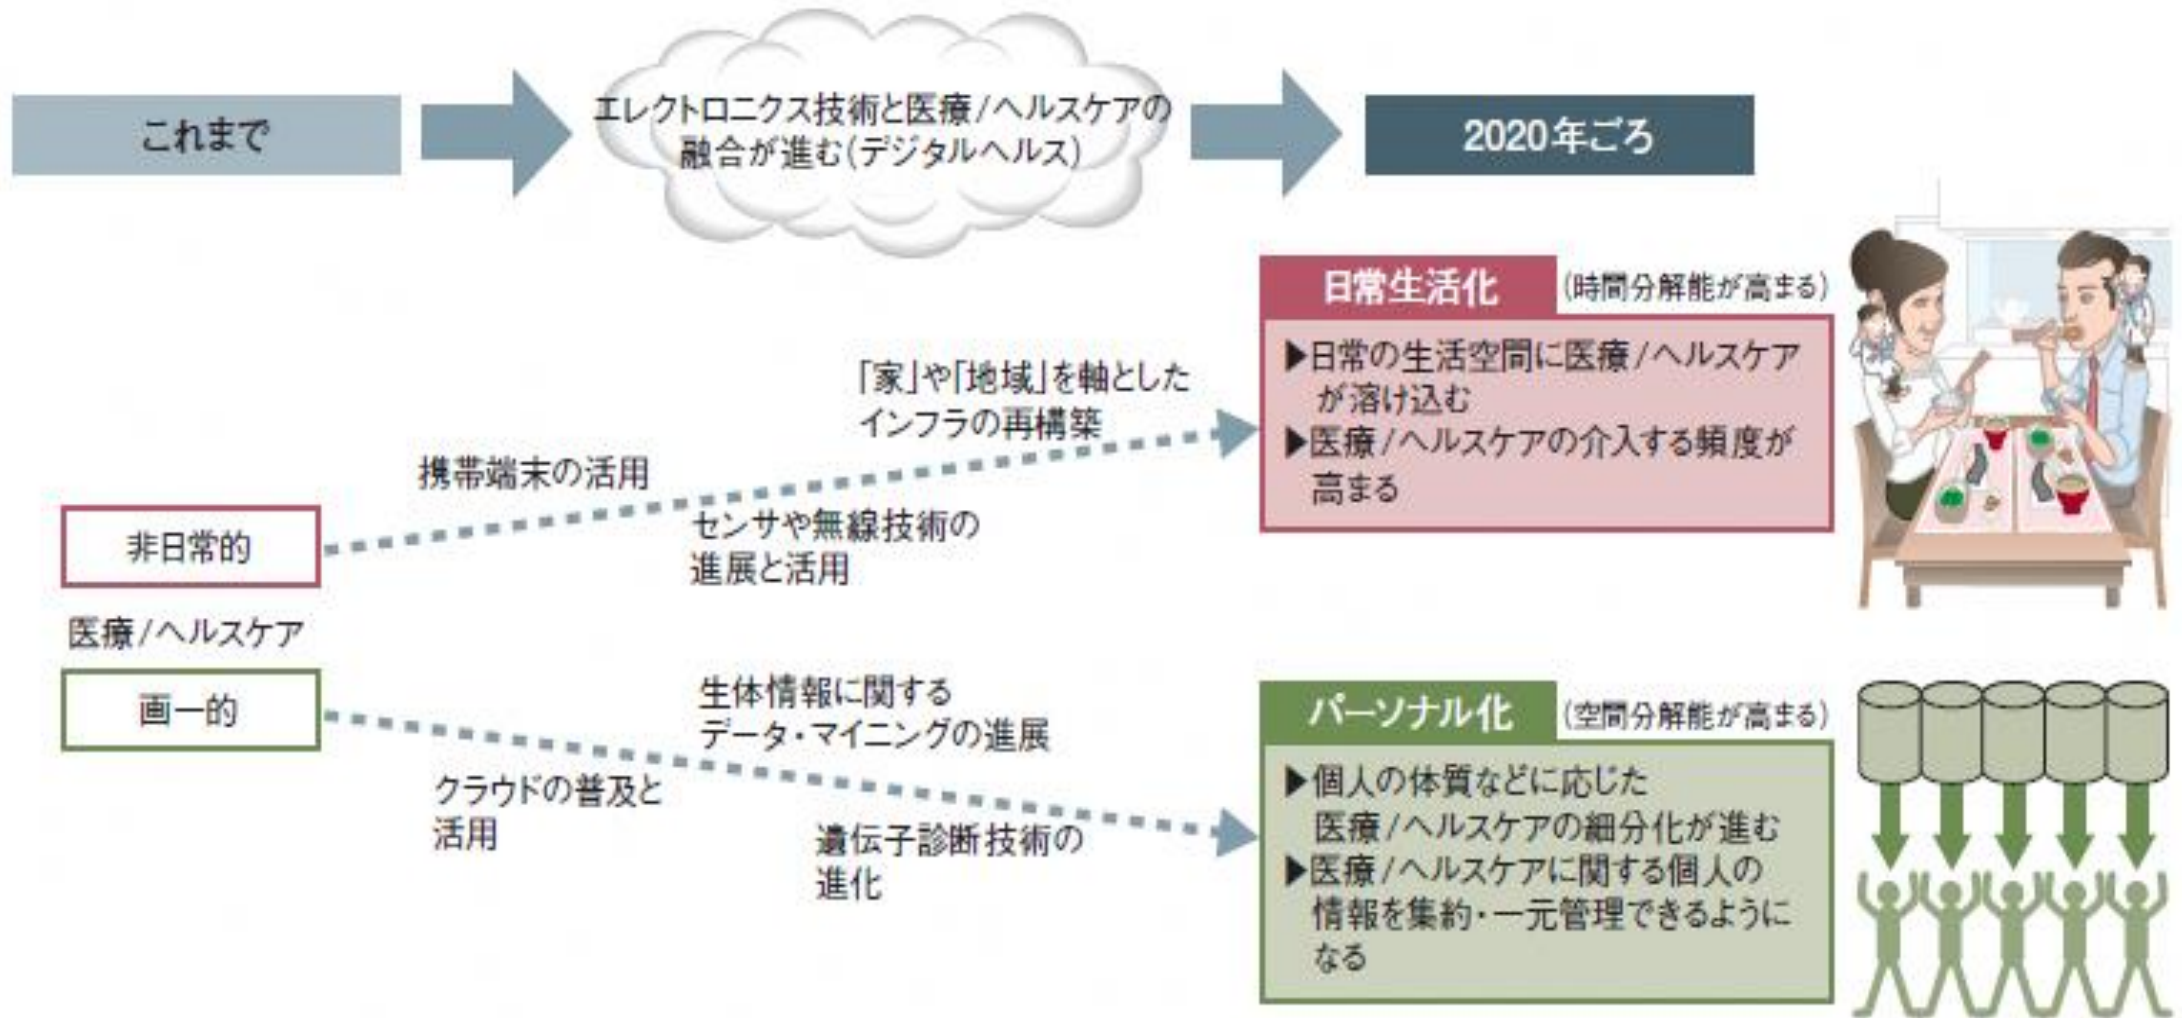 これまで
エレクトロニクス技術と医療/ヘルスケアの
融合が進む(デジタルヘルス)
2020年ごろ
日常生活化
(時間分解能が高まる)
▶日常の生活空間に医療/ヘルスケア
が溶け込む
▶医療/ヘルスケアの介入する頻度が
高まる
「家」や「地域」を軸とした
インフラの再構築
携帯端末の活用
センサや無線技術の
進展と活用
非日常的
医療/ヘルスケア
画一的
生体情報に関する
データ・マイニングの進展
クラウドの普及と
活用
遺伝子診断技術の
進化
パーソナル化
(空間分解能が高まる)
▶個人の体質などに応じた
医療/ヘルスケアの細分化が進む
▶医療/ヘルスケアに関する個人の
情報を集約・一元管理できるように
なる